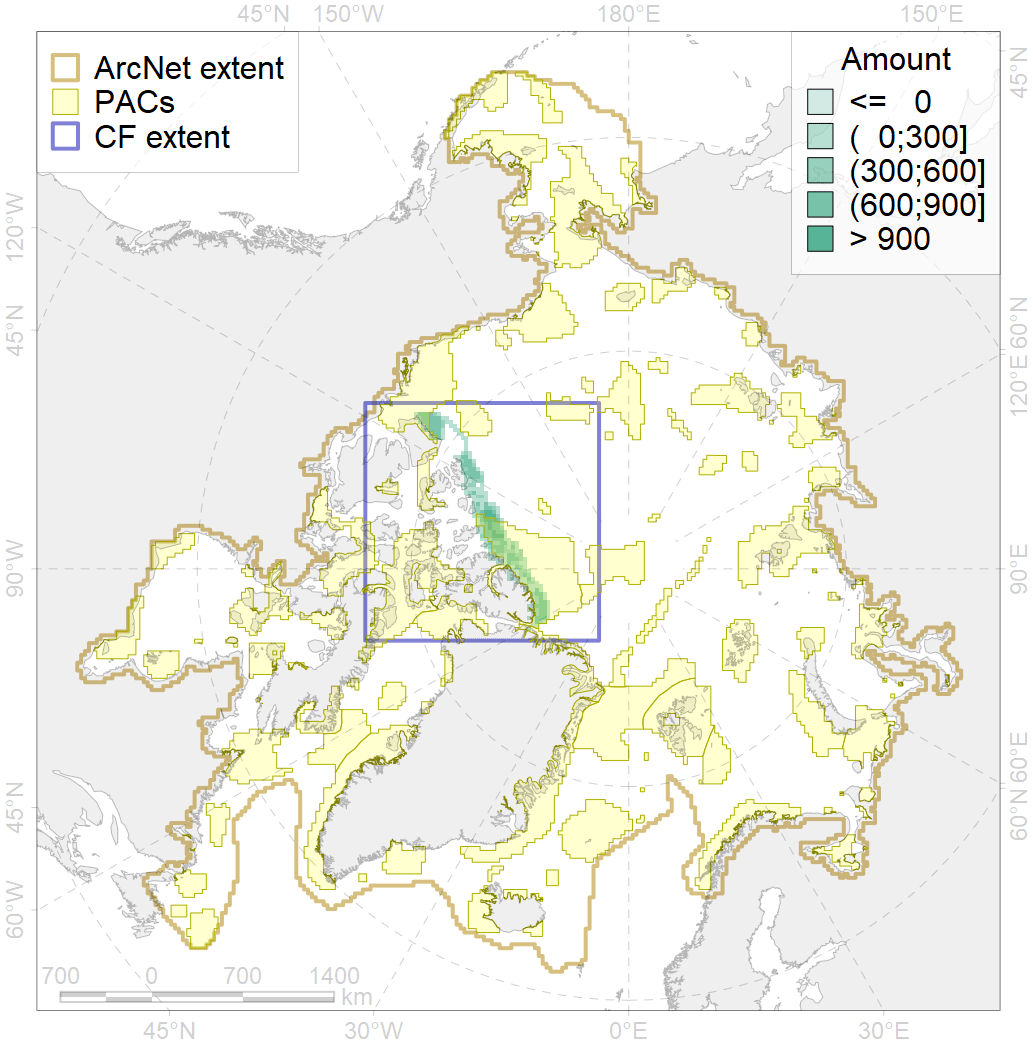 45°N 150°W 180°E 150°E
ArcNet extent
PACs
CF extent
Amount
<= 0
( 0;300]
(300;600]
(600;900]
> 900
45°N
120°W
45°N
60°N
120°E
90°W
90°E
60°E
45°N
60°N
60°W
700 0 700 1400
km
45°N 30°W 0°E 30°E